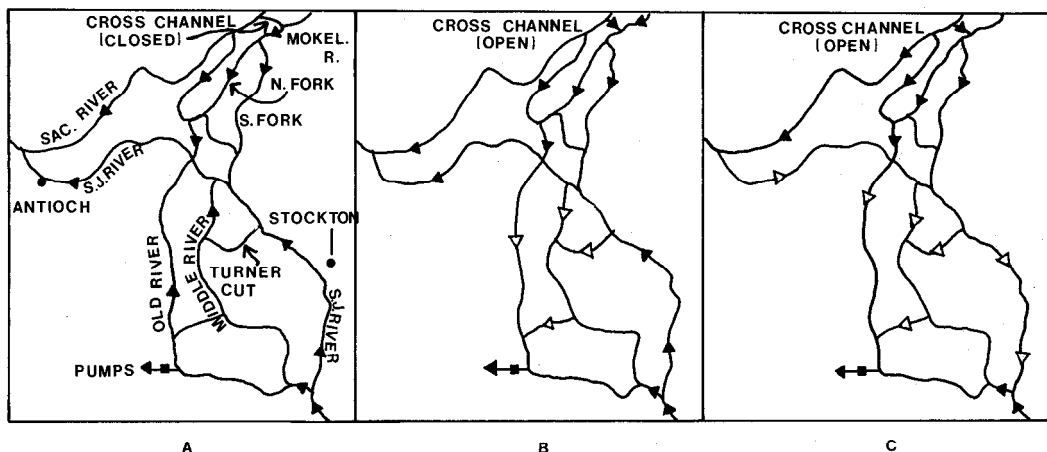 CROSS CHANNEL
(CLOSED)
MOKEL.
R.
N. FORK
S. FORK
SAC. RIVER
S.J. RIVER
ANTIOCH
STOCKTON
OLD RIVER
MIDDLE RIVER
TURNER
CUT
S.J. RIVER
PUMPS
A
CROSS CHANNEL
(OPEN)
B
CROSS CHANNEL
(OPEN)
C